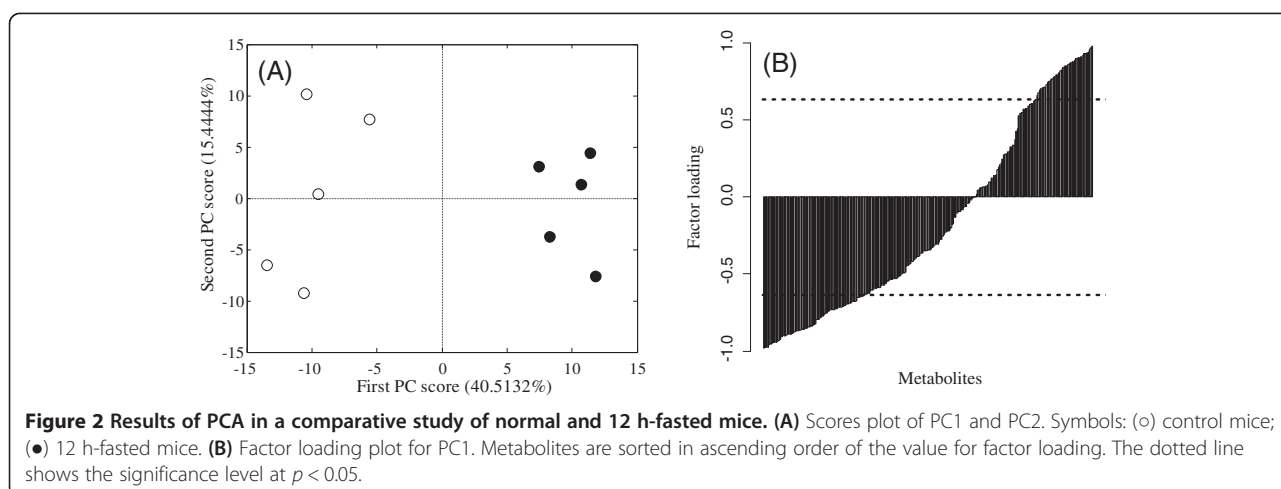 (A)
15
10
5
0
-5
-10
-15
Second PC score (15.4444%)
-15
-10
-5
0
5
10
15
First PC score (40.5132%)
(B)
1.0
0.5
0.0
-0.5
-1.0
Factor loading
Metabolites
Figure 2 Results of PCA in a comparative study of normal and 12 h-fasted mice. (A) Scores plot of PC1 and PC2. Symbols: (○) control mice;
(●) 12 h-fasted mice. (B) Factor loading plot for PC1. Metabolites are sorted in ascending order of the value for factor loading. The dotted line
shows the significance level at p < 0.05.